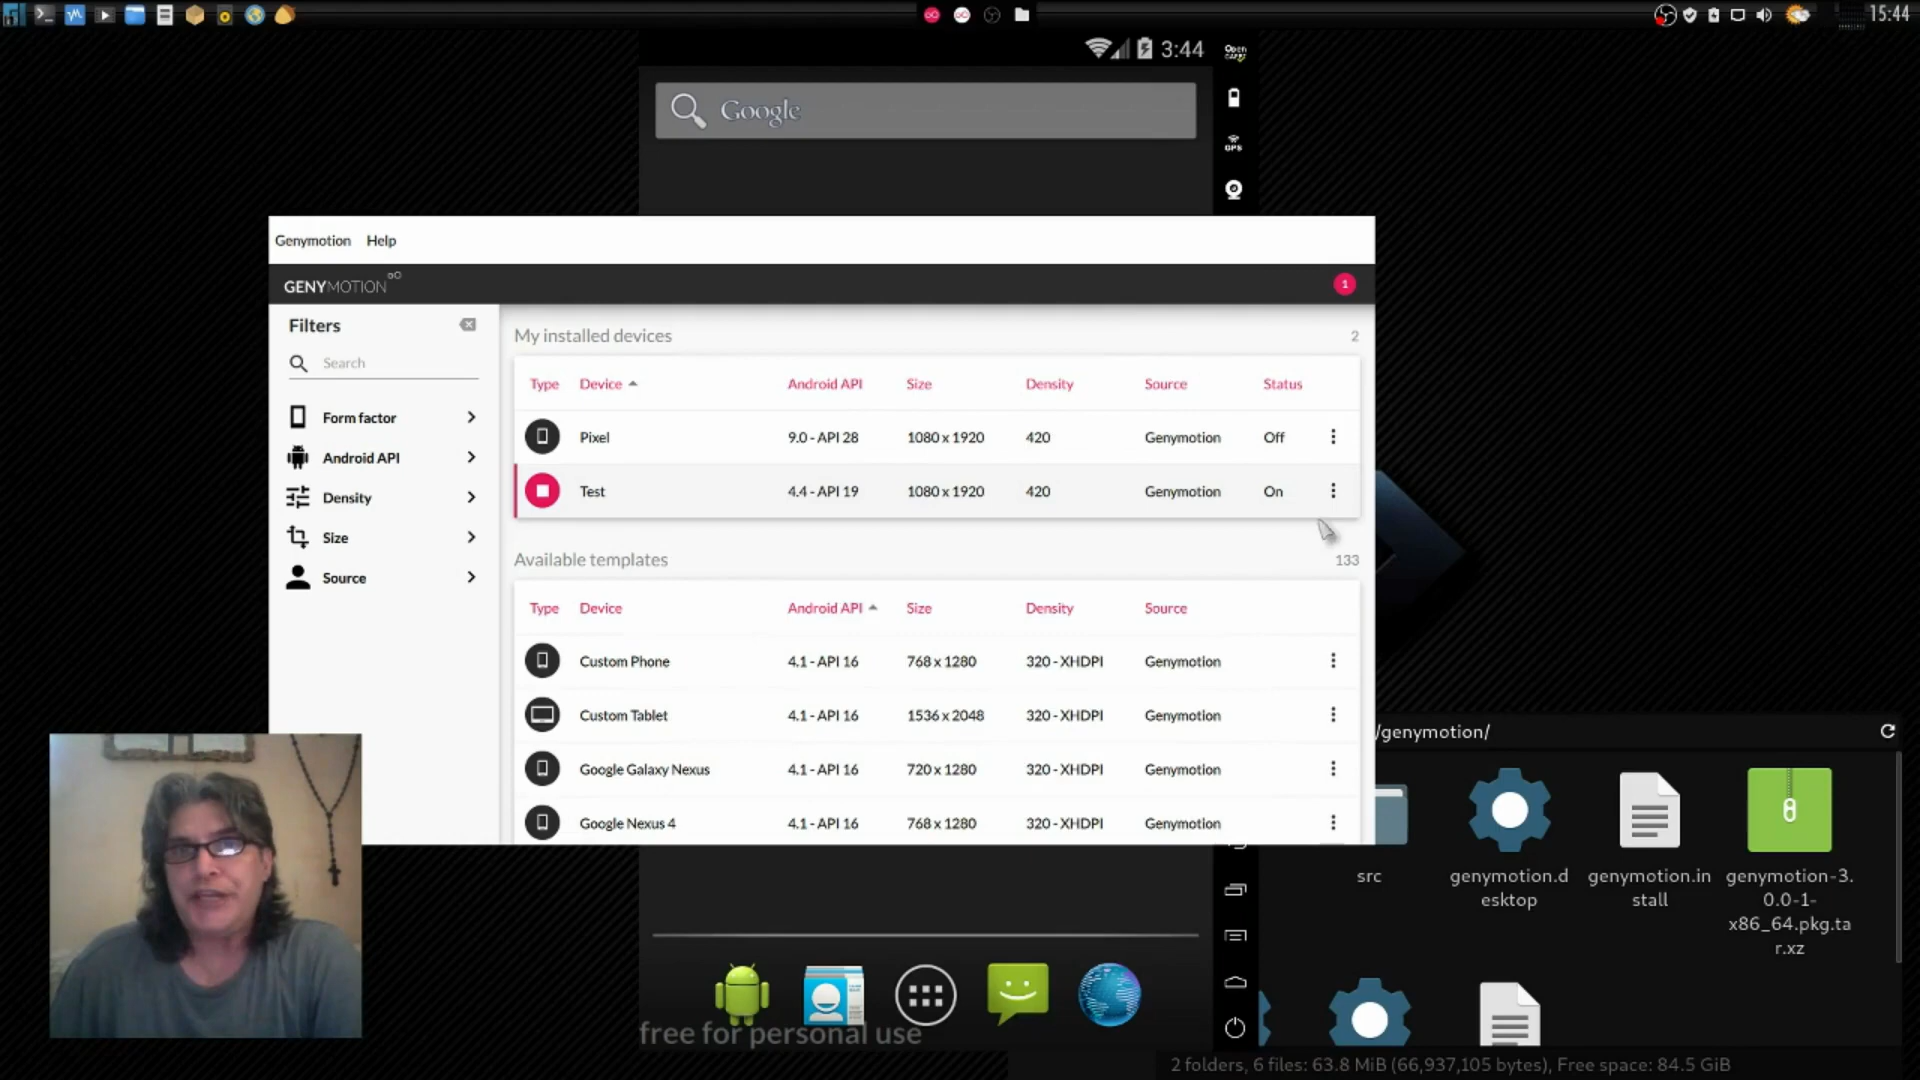 15:44
3:44
Open
GAPPS
Google
GPS
Genymotion Help
GENYMOTION
1
Filters
Search
Form factor
Android API
Density
Size
Source
My installed devices 2
Type Device Android API Size Density Source Status
Pixel 9.0 - API 28 1080 x 1920 420 Genymotion Off
Test 4.4 - API 19 1080 x 1920 420 Genymotion On
Available templates 133
Type Device Android API Size Density Source
Custom Phone 4.1 - API 16 768 x 1280 320 - XHDPI Genymotion
Custom Tablet 4.1 - API 16 1536 x 2048 320 - XHDPI Genymotion
Google Galaxy Nexus 4.1 - API 16 720 x 1280 320 - XHDPI Genymotion
Google Nexus 4 4.1 - API 16 768 x 1280 320 - XHDPI Genymotion
/genymotion/
src
genymotion.d
esktop
genymotion.in
stall
genymotion-3.
0.0-1-
x86_64.pkg.ta
r.xz
free for personal use
2 folders, 6 files: 63.8 MiB (66,937,105 bytes), Free space: 84.5 GiB